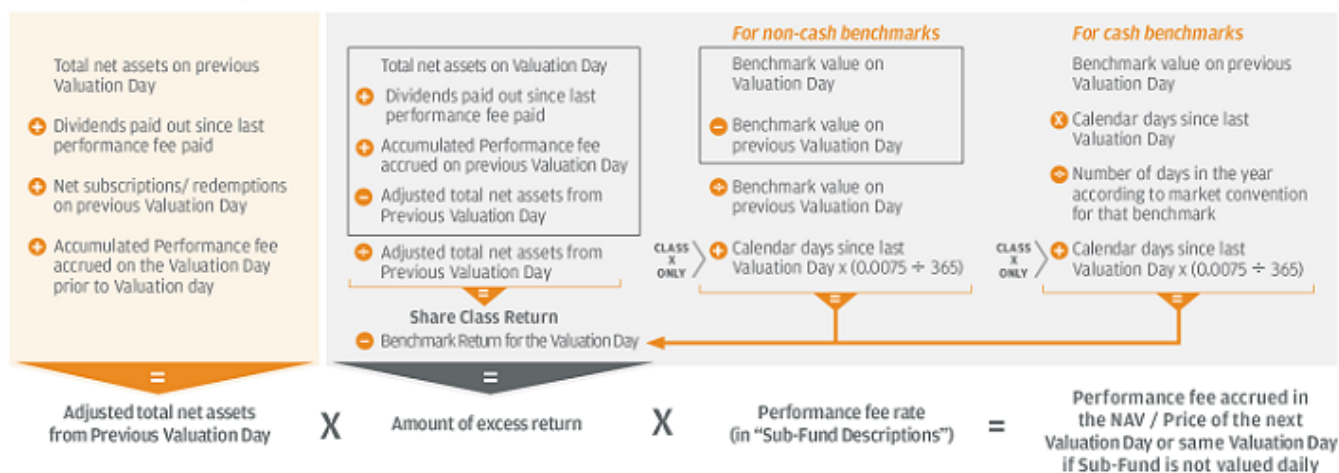 Total net assets on previous
Valuation Day
+ Dividends paid out since last
performance fee paid
+ Net subscriptions/ redemptions
on previous Valuation Day
+ Accumulated Performance fee
accrued on the Valuation Day
prior to Valuation day
=
Adjusted total net assets
from Previous Valuation Day
X
Total net assets on Valuation Day
+ Dividends paid out since last
performance fee paid
+ Accumulated Performance fee
accrued on previous Valuation Day
− Adjusted total net assets from
Previous Valuation Day
÷ Adjusted total net assets from
Previous Valuation Day
=
Share Class Return
− Benchmark Return for the Valuation Day
=
Amount of excess return
For non-cash benchmarks
Benchmark value on
Valuation Day
− Benchmark value on
previous Valuation Day
÷ Benchmark value on
previous Valuation Day
CLASS
X
ONLY
+ Calendar days since last
Valuation Day x (0.0075 ÷ 365)
=
For cash benchmarks
Benchmark value on previous
Valuation Day
X Calendar days since last
Valuation Day
÷ Number of days in the year
according to market convention
for that benchmark
CLASS
X
ONLY
+ Calendar days since last
Valuation Day x (0.0075 ÷ 365)
=
X
Performance fee rate
(in “Sub-Fund Descriptions”)
=
Performance fee accrued in
the NAV / Price of the next
Valuation Day or same Valuation Day
if Sub-Fund is not valued daily